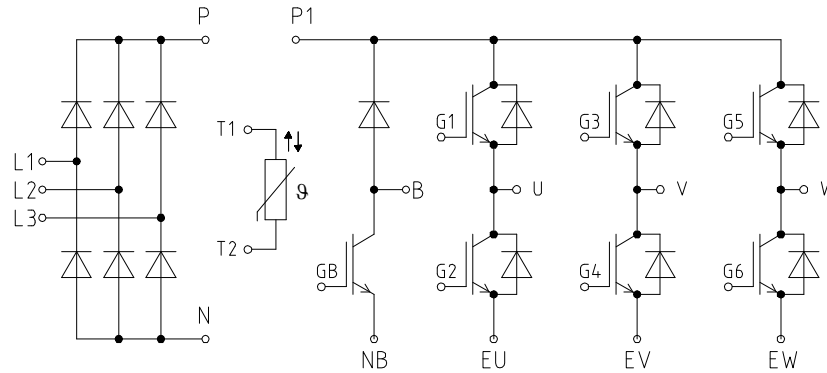 P P1
T1 G1 G3 G5
L1
L2 B U V
L3 ϑ
T2 GB G2 G4 G6
N
NB EU EV EW